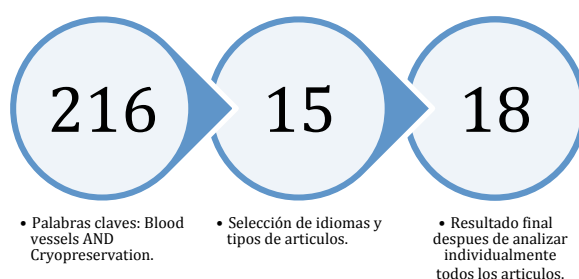 216
15
18
• Palabras claves: Blood
vessels AND
Cryopreservation.
• Selección de idiomas y
tipos de articulos.
• Resultado final
despues de analizar
individualmente
todos los articulos.